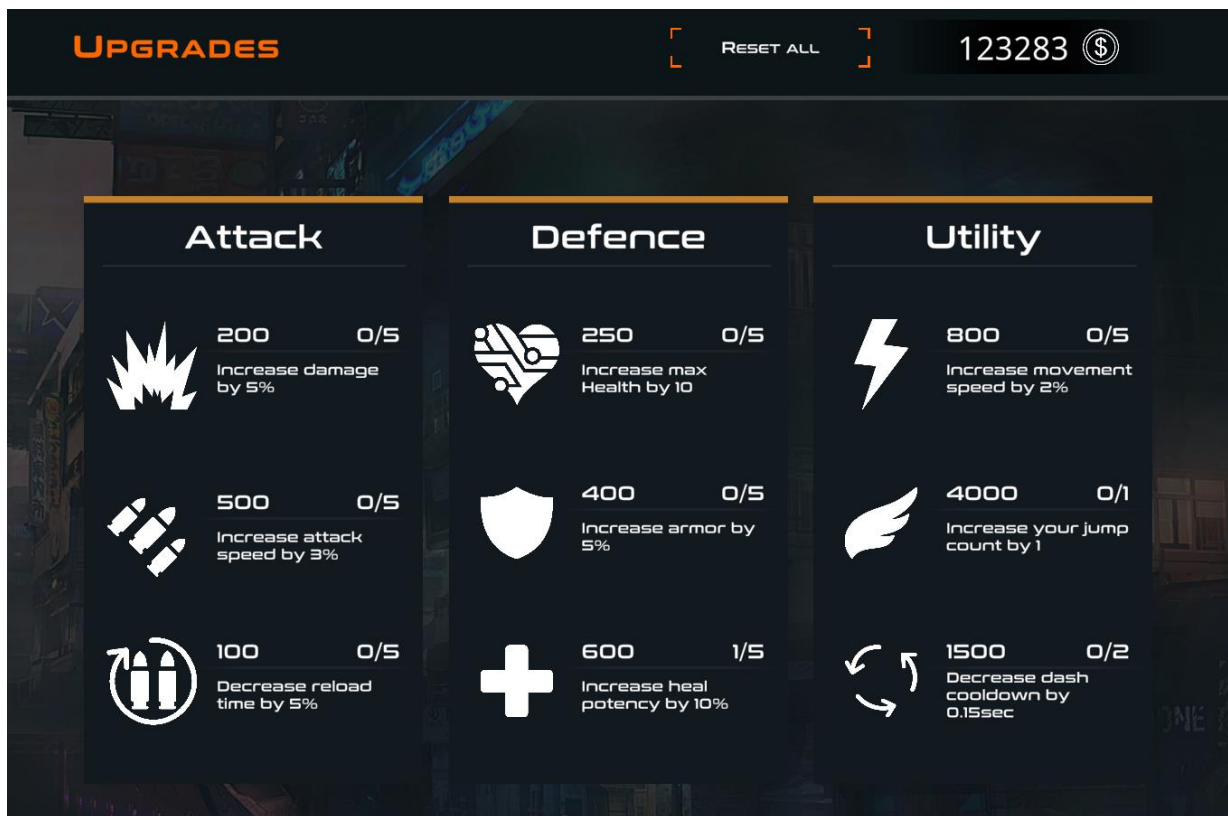 UPGRADES
RESET ALL
123283
Attack
200 0/5
Increase damage
by 5%
500 0/5
Increase attack
speed by 3%
100 0/5
Decrease reload
time by 5%
Defence
250 0/5
Increase max
Health by 10
400 0/5
Increase armor by
5%
600 1/5
Increase heal
potency by 10%
Utility
800 0/5
Increase movement
speed by 2%
4000 0/1
Increase your jump
count by 1
1500 0/2
Decrease dash
cooldown by
0.15sec